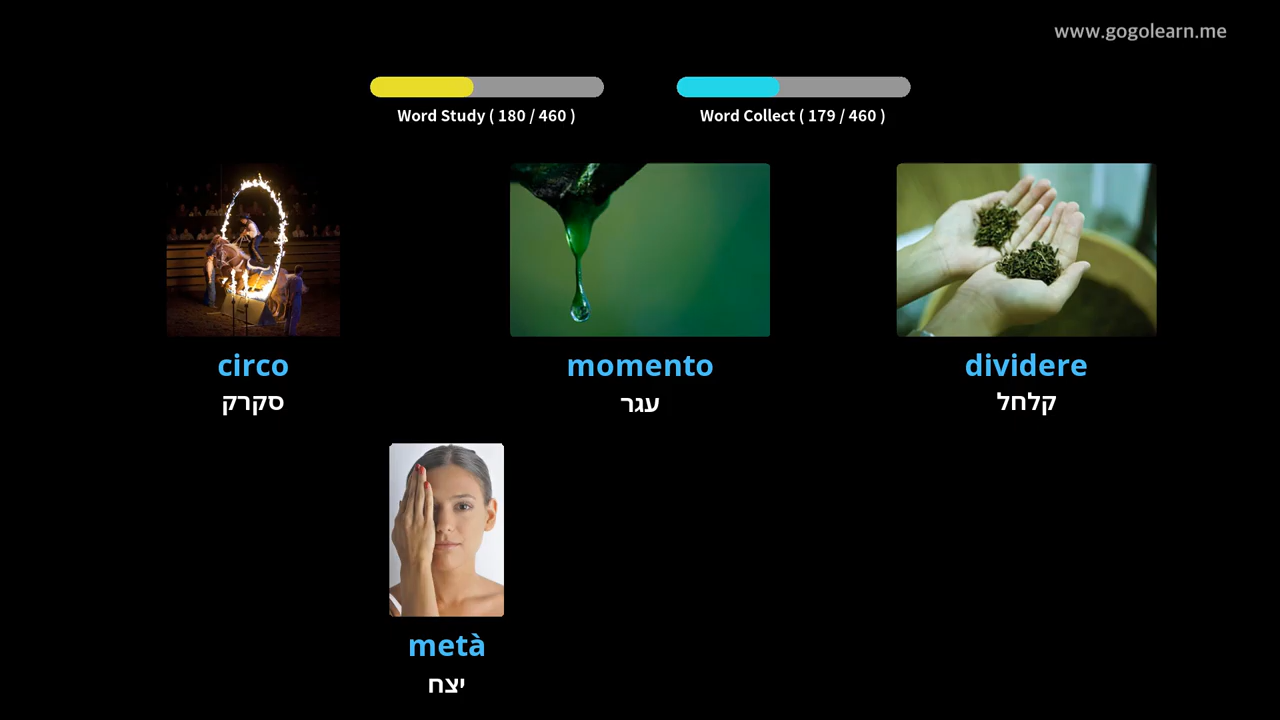 www.gogolearn.me
Word Study ( 180 / 460 )
Word Collect ( 179 / 460 )
circo
סקרק
momento
עגר
dividere
קלחל
metà
יצח